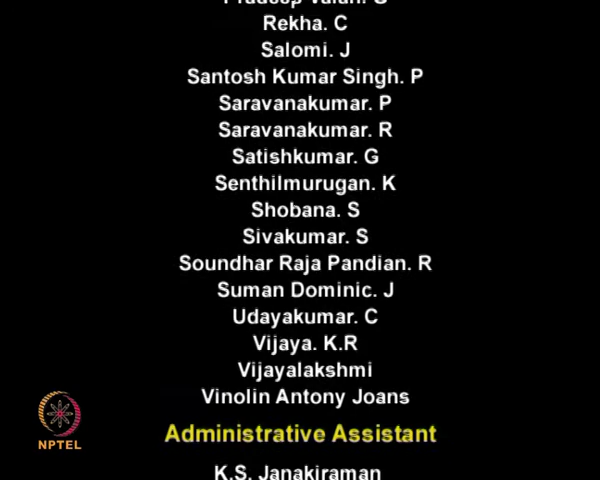 Rekha. C
Salomi. J
Santosh Kumar Singh. P
Saravanakumar. P
Saravanakumar. R
Satishkumar. G
Senthilmurugan. K
Shobana. S
Sivakumar. S
Soundhar Raja Pandian. R
Suman Dominic. J
Udayakumar. C
Vijaya. K.R
Vijayalakshmi
Vinolin Antony Joans
Administrative Assistant
NPTEL
K.S. Janakiraman